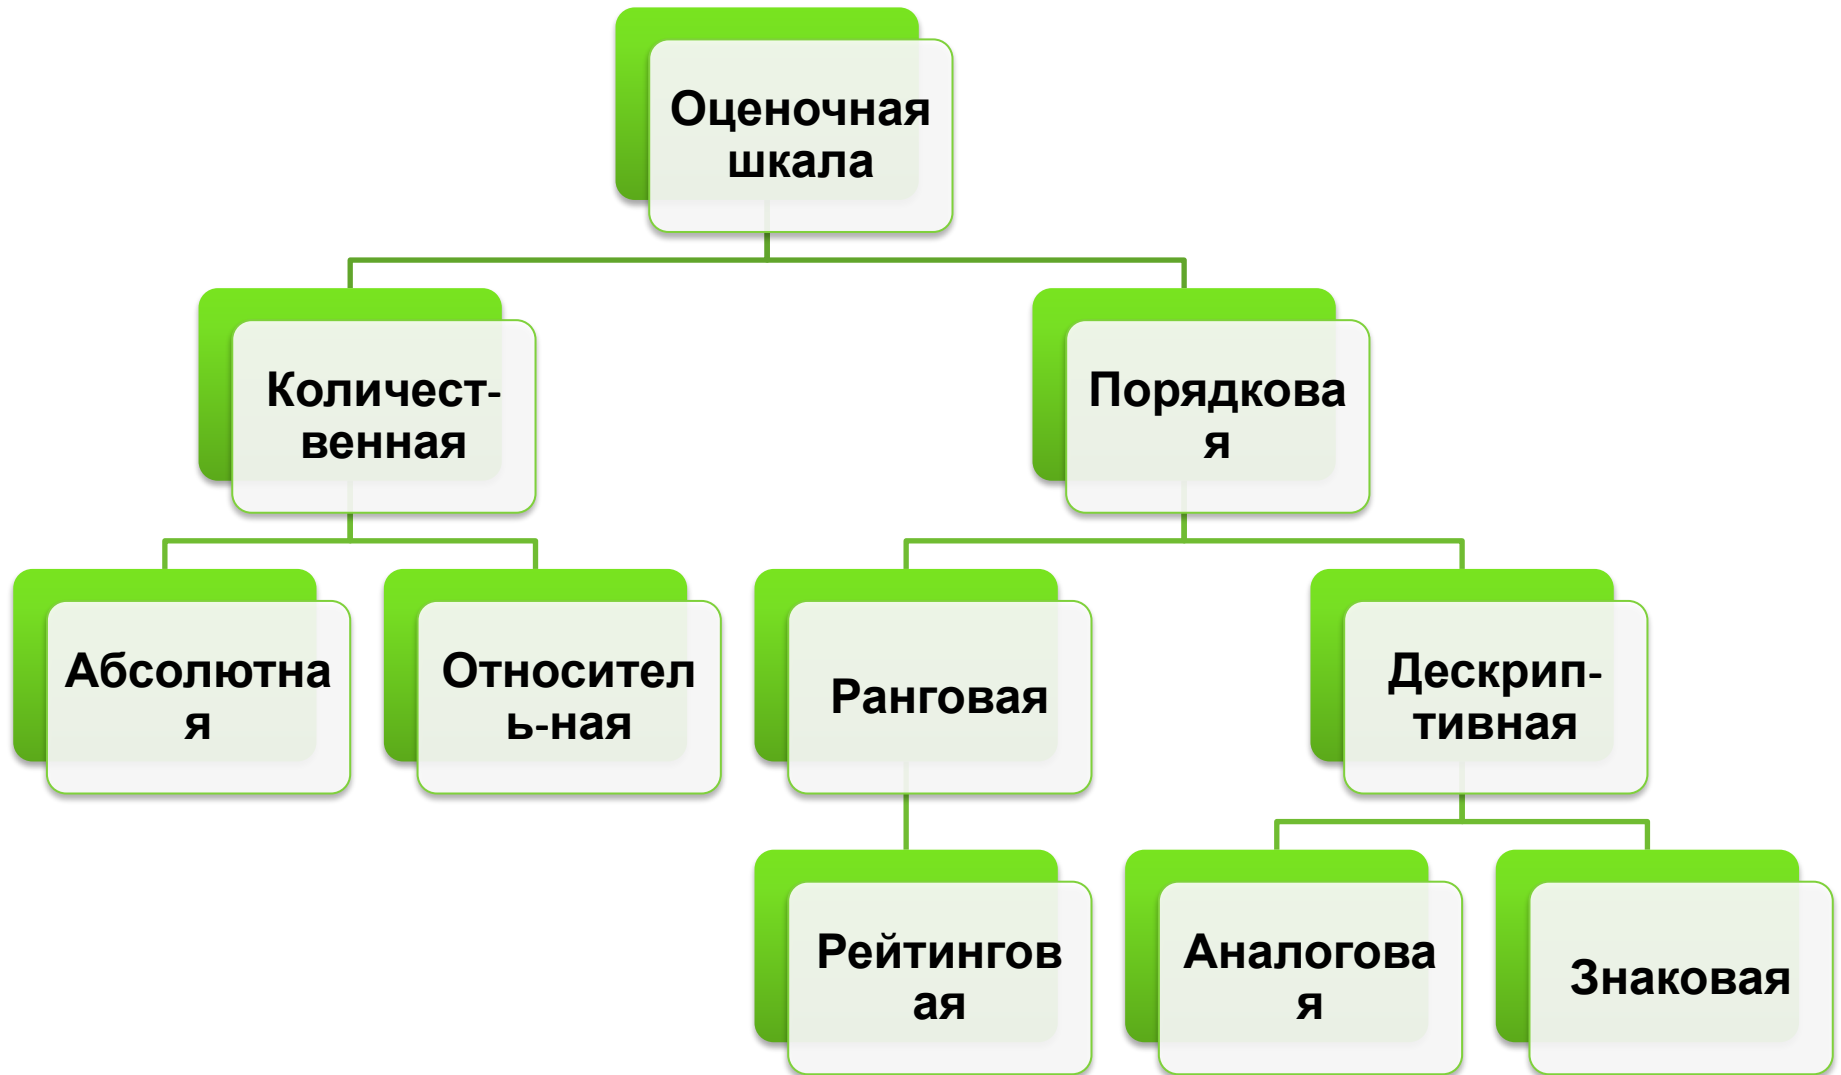 Оценочная
шкала
Количест-
венная
Порядкова
я
Абсолютна
я
Относител
ь-ная
Ранговая
Дескрип-
тивная
Рейтингов
ая
Аналогова
я
Знаковая